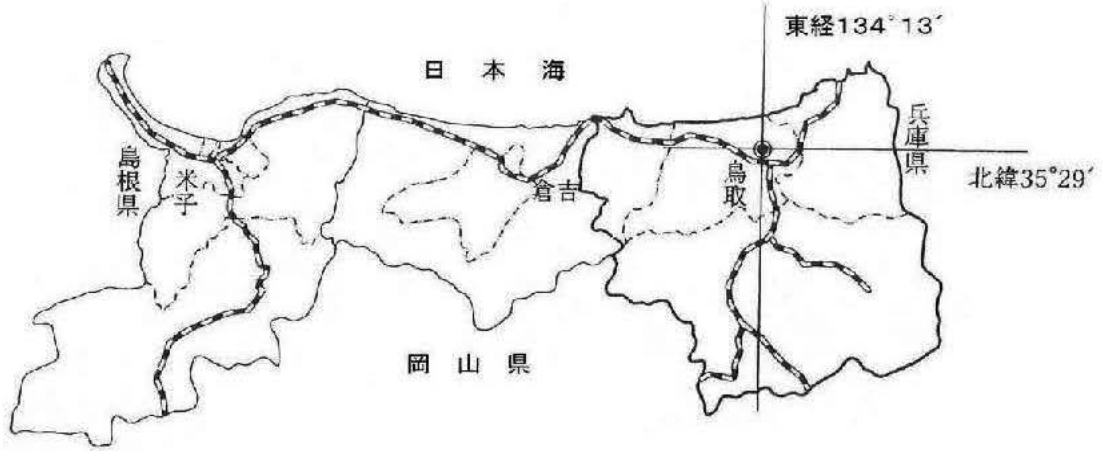 東経134°13′
日本海
兵庫県
島根県
米子
倉吉
鳥取
北緯35°29′
岡山県